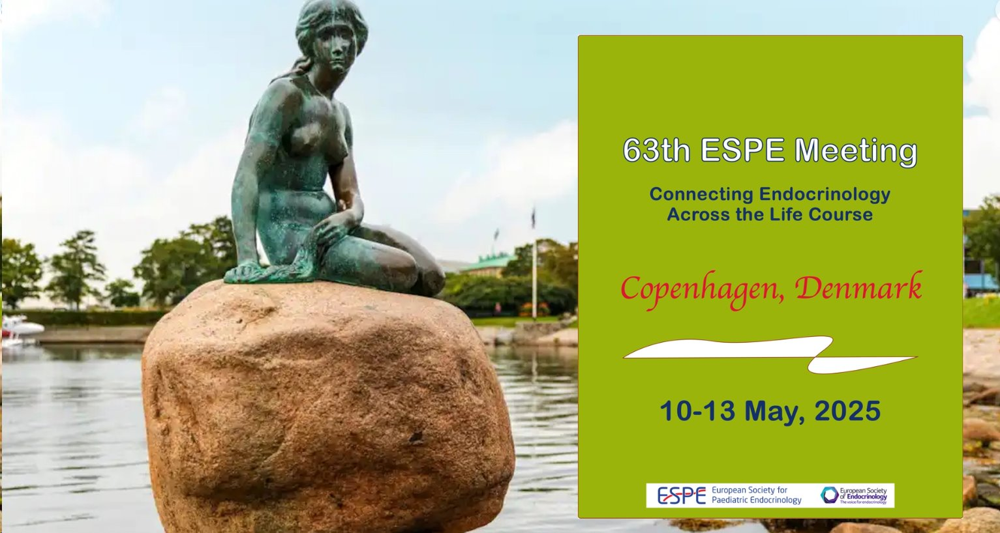 63th ESPE Meeting
Connecting Endocrinology
Across the Life Course
Copenhagen, Denmark
10-13 May, 2025
ESPE
European Society for
Paediatric Endocrinology
European Society
of Endocrinology
The voice for endocrinology